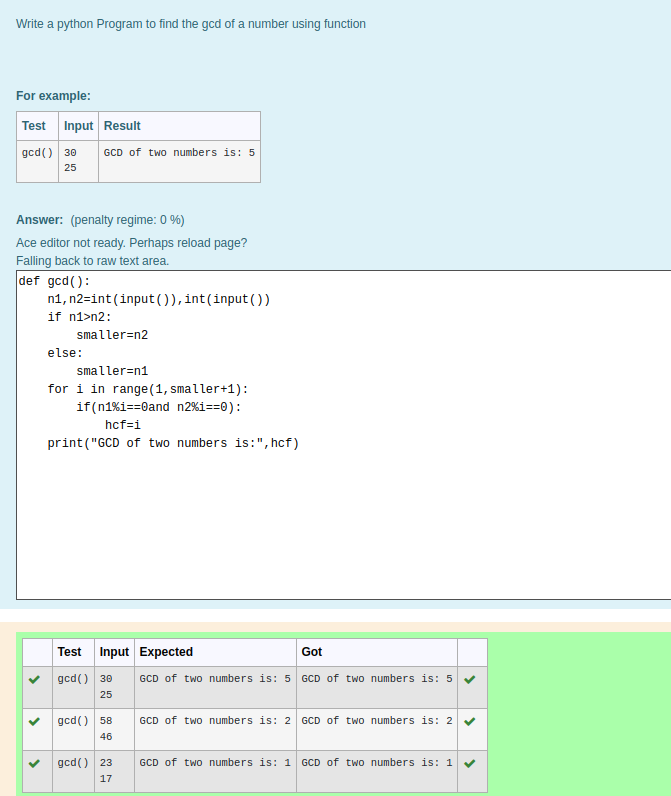 Write a python Program to find the gcd of a number using function
For example:
Test Input Result
gcd() 30 GCD of two numbers is: 5
25
Answer: (penalty regime: 0 %)
Ace editor not ready. Perhaps reload page?
Falling back to raw text area.
def gcd():
    n1,n2=int(input()),int(input())
    if n1>n2:
        smaller=n2
    else:
        smaller=n1
    for i in range(1,smaller+1):
        if(n1%i==0and n2%i==0):
            hcf=i
    print("GCD of two numbers is:",hcf)
Test Input Expected Got
gcd() 30 GCD of two numbers is: 5 GCD of two numbers is: 5
25
gcd() 58 GCD of two numbers is: 2 GCD of two numbers is: 2
46
gcd() 23 GCD of two numbers is: 1 GCD of two numbers is: 1
17